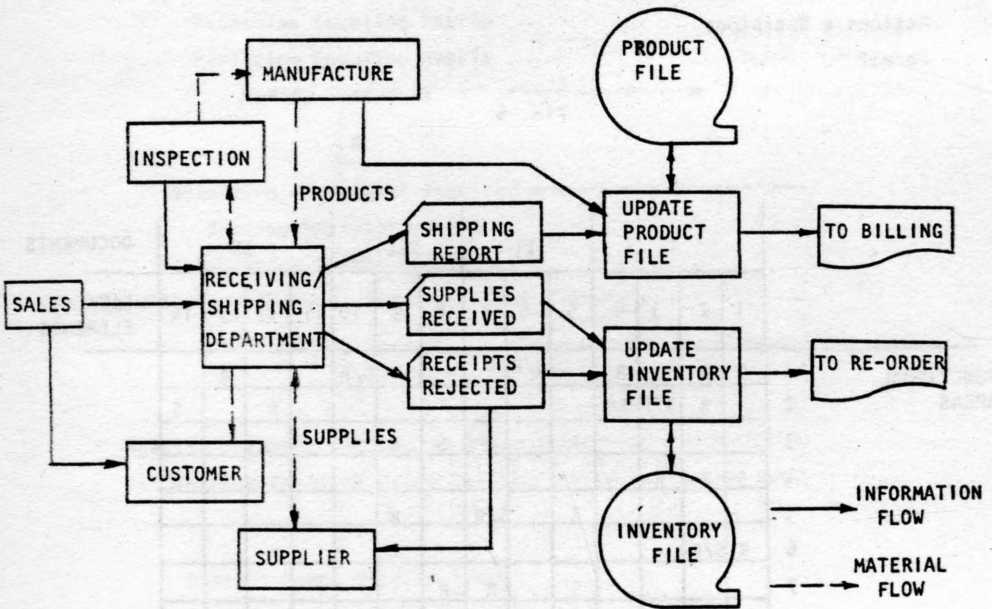 PRODUCT
FILE
MANUFACTURE
INSPECTION
PRODUCTS
SHIPPING
REPORT
UPDATE
PRODUCT
FILE
TO BILLING
SALES
RECEIVING/
SHIPPING
DEPARTMENT
SUPPLIES
RECEIVED
RECEIPTS
REJECTED
UPDATE
INVENTORY
FILE
TO RE-ORDER
SUPPLIES
CUSTOMER
SUPPLIER
INVENTORY
FILE
INFORMATION
FLOW
MATERIAL
FLOW